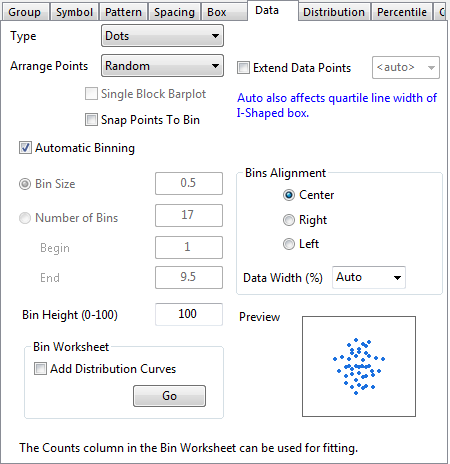 Group Symbol Pattern Spacing Box Data Distribution Percentile
Type Dots
Arrange Points Random
Extend Data Points <auto>
Single Block Barplot
Auto also affects quartile line width of
I-Shaped box.
Snap Points To Bin
Automatic Binning
Bin Size 0.5
Number of Bins 17
Begin 1
End 9.5
Bins Alignment
Center
Right
Left
Data Width (%) Auto
Bin Height (0-100) 100
Preview
Bin Worksheet
Add Distribution Curves
Go
The Counts column in the Bin Worksheet can be used for fitting.